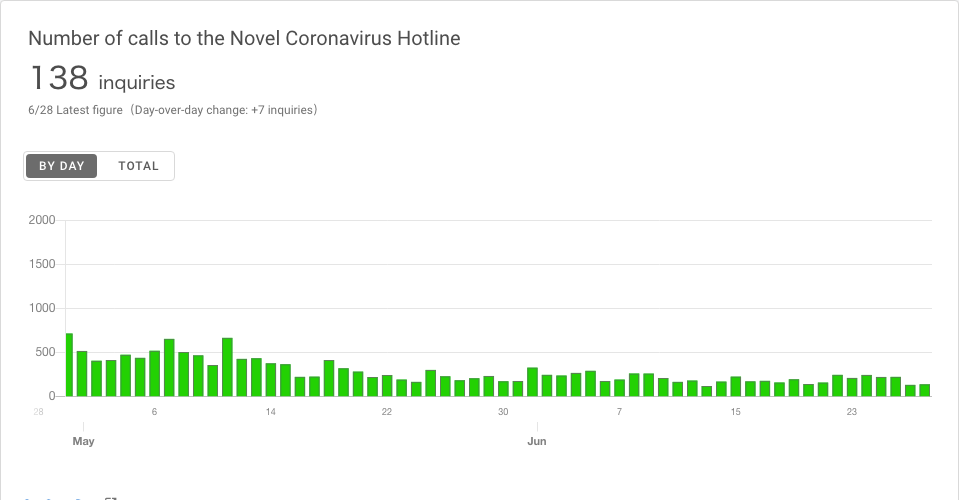 Number of calls to the Novel Coronavirus Hotline
138 inquiries
6/28 Latest figure（Day-over-day change: +7 inquiries）
BY DAY TOTAL
2000
1500
1000
500
0
28 6 14 22 30 7 15 23
May Jun